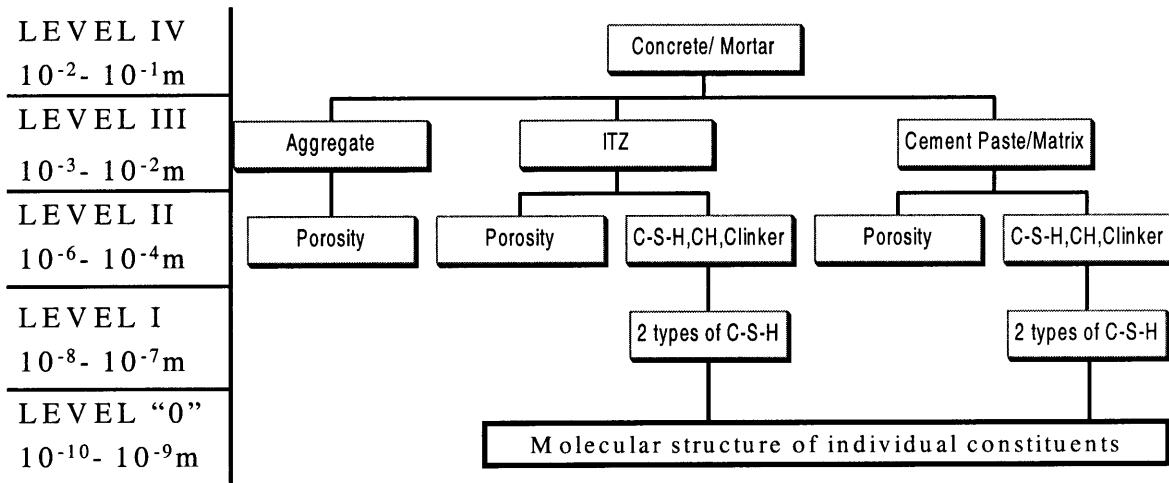 LEVEL IV
10⁻²- 10⁻¹m
Concrete/ Mortar
LEVEL III
10⁻³- 10⁻²m
Aggregate
ITZ
Cement Paste/Matrix
LEVEL II
10⁻⁶- 10⁻⁴m
Porosity
Porosity
C-S-H,CH,Clinker
Porosity
C-S-H,CH,Clinker
LEVEL I
10⁻⁸- 10⁻⁷m
2 types of C-S-H
2 types of C-S-H
LEVEL “0”
10⁻¹⁰- 10⁻⁹m
Molecular structure of individual constituents